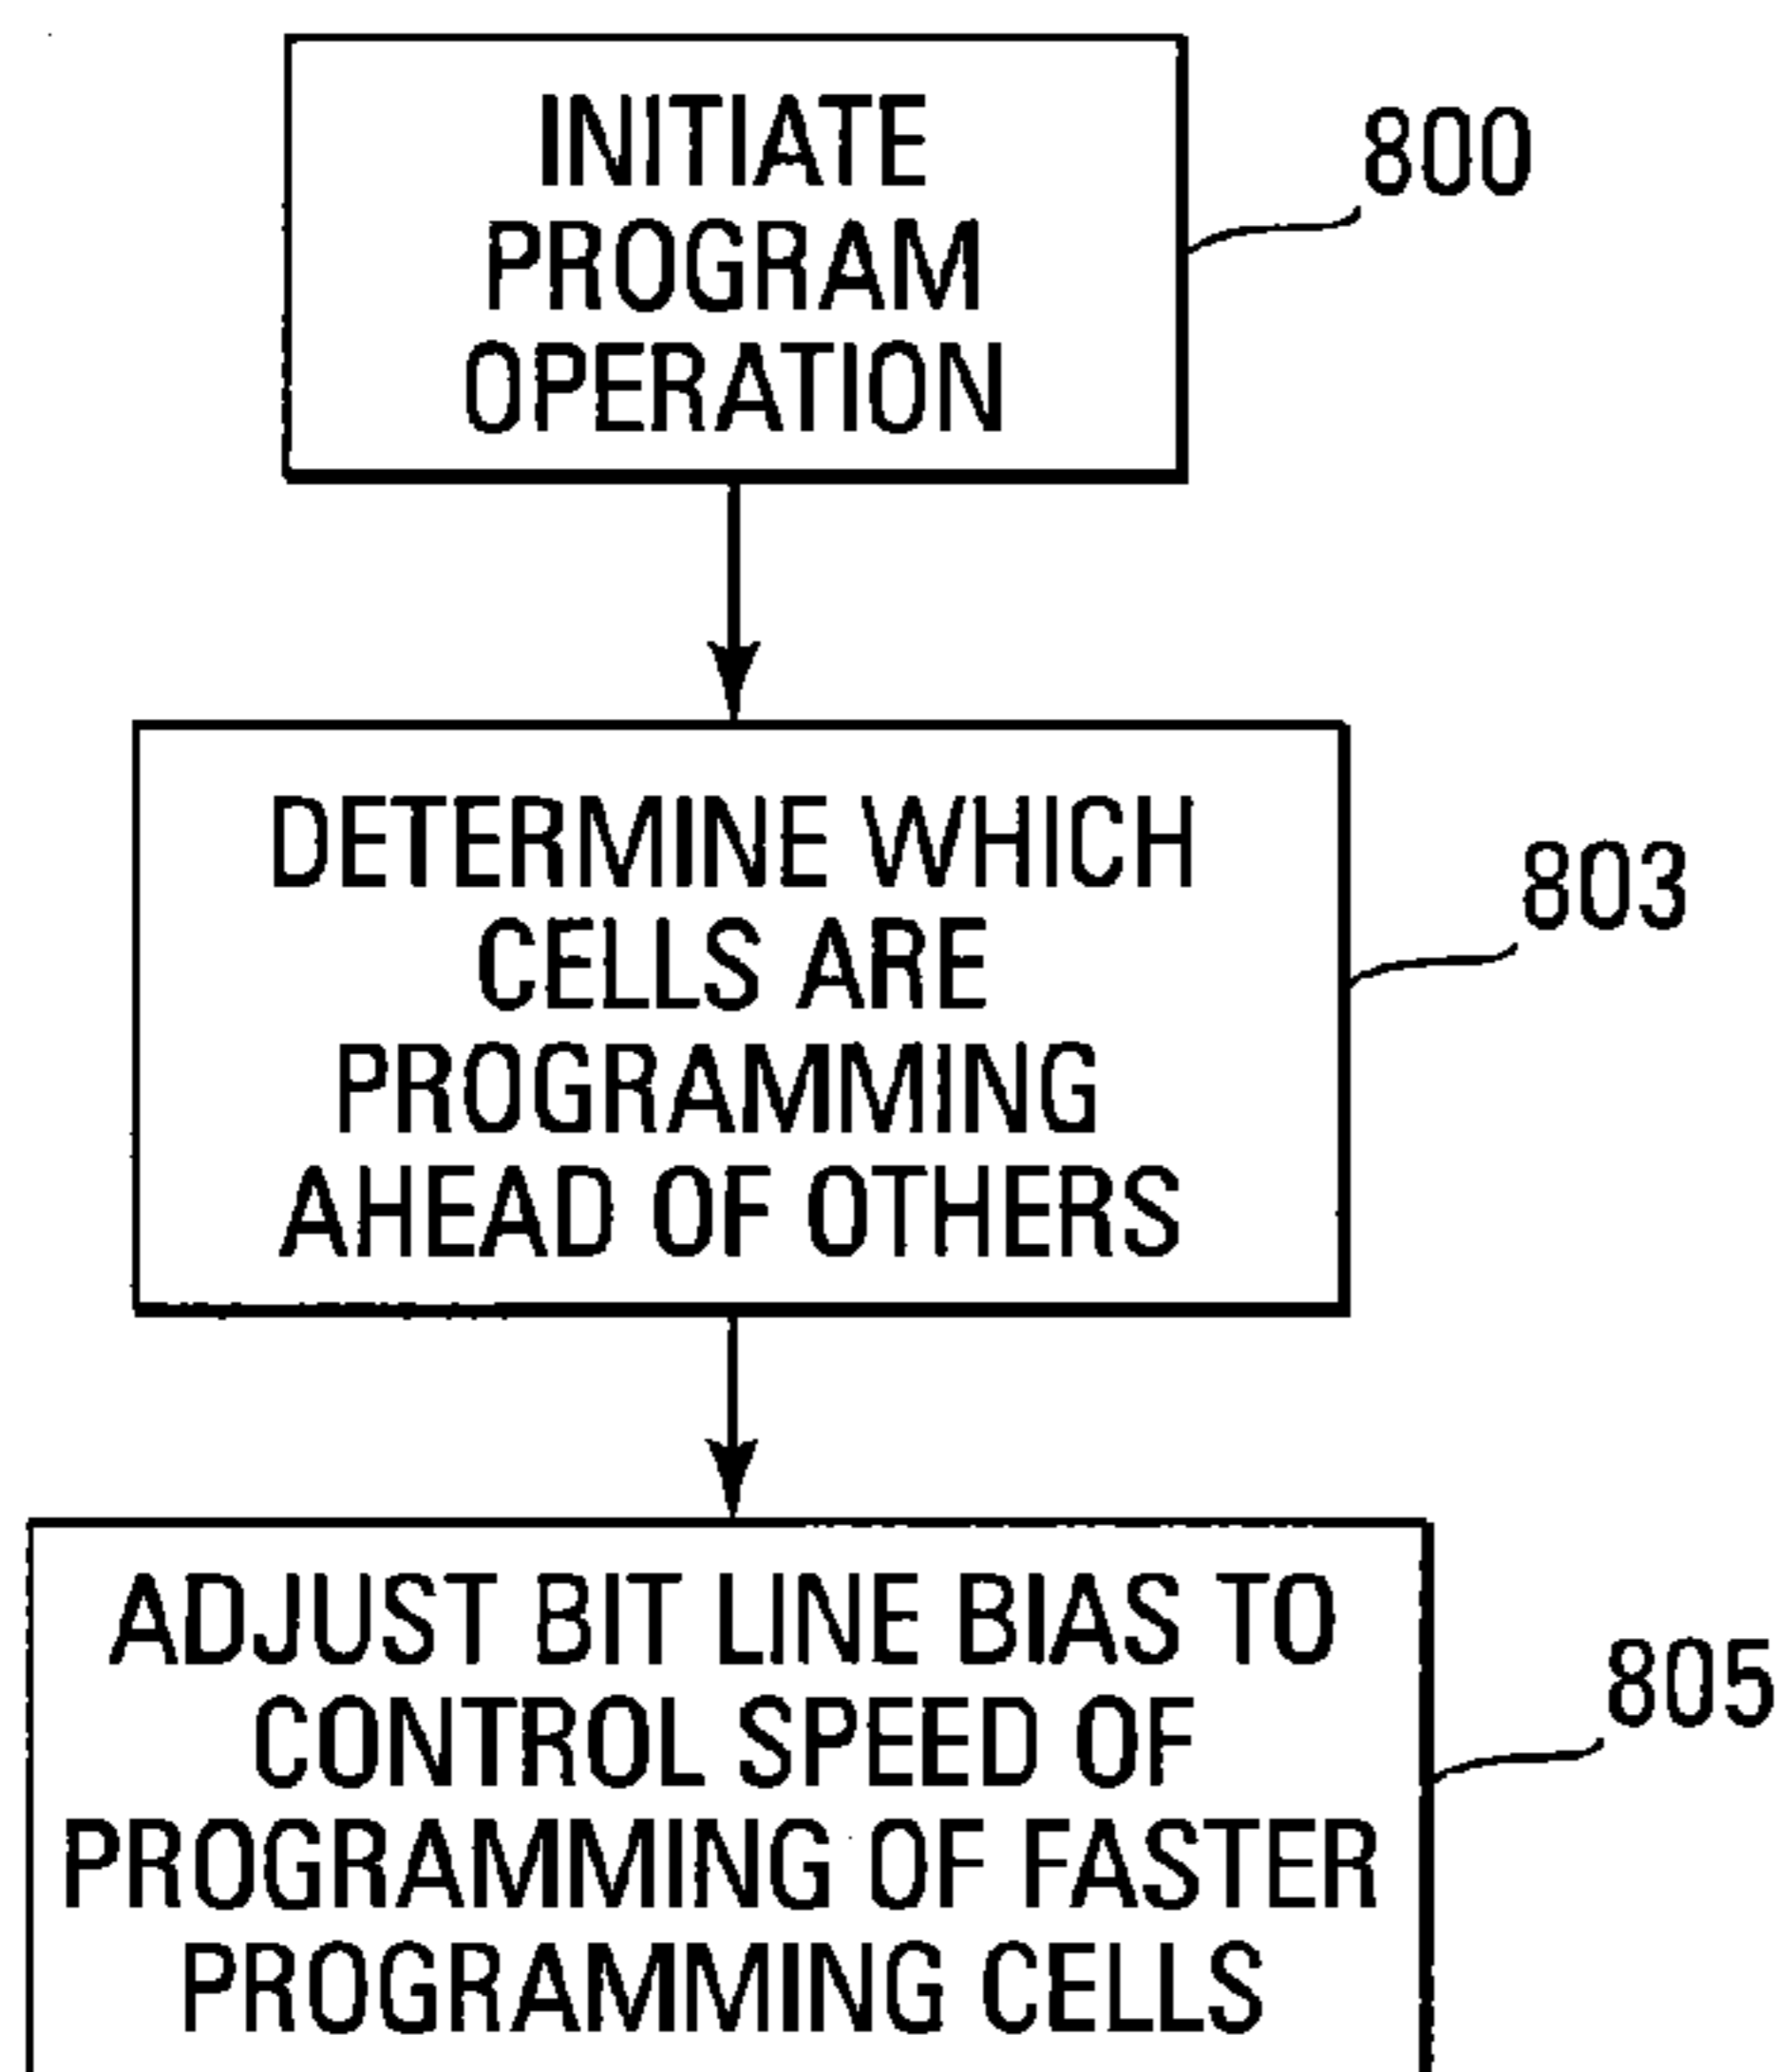 INITIATE
PROGRAM
OPERATION
800
DETERMINE WHICH
CELLS ARE
PROGRAMMING
AHEAD OF OTHERS
803
ADJUST BIT LINE BIAS TO
CONTROL SPEED OF
PROGRAMMING OF FASTER
PROGRAMMING CELLS
805